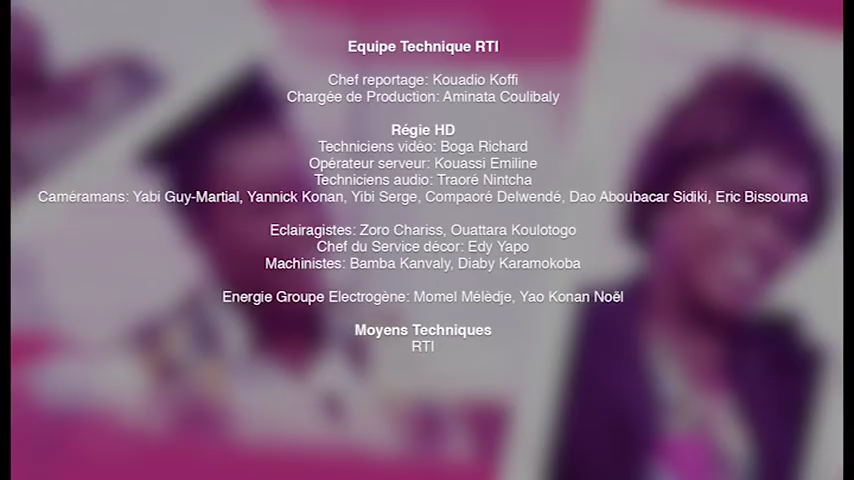 Equipe Technique RTI
Chef reportage: Kouadio Koffi
Chargée de Production: Aminata Coulibaly
Régie HD
Techniciens vidéo: Boga Richard
Opérateur serveur: Kouassi Emiline
Techniciens audio: Traoré Nintcha
Caméramans: Yabi Guy-Martial, Yannick Konan, Yibi Serge, Compaoré Delwendé, Dao Aboubacar Sidiki, Eric Bissouma
Eclairagistes: Zoro Chariss, Ouattara Koulotogo
Chef du Service décor: Edy Yapo
Machinistes: Bamba Kanvaly, Diaby Karamokoba
Energie Groupe Electrogène: Momel Mélèdje, Yao Konan Noël
Moyens Techniques
RTI